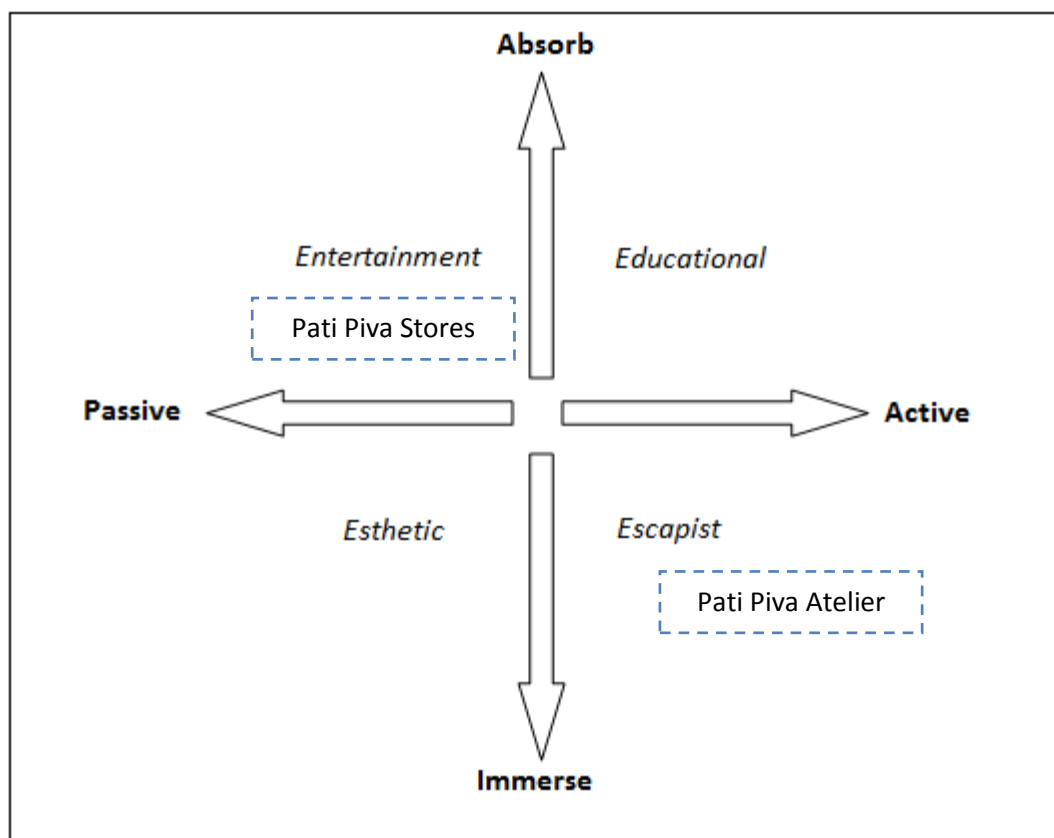 Absorb
Entertainment
Educational
Pati Piva Stores
Passive
Active
Esthetic
Escapist
Pati Piva Atelier
Immerse